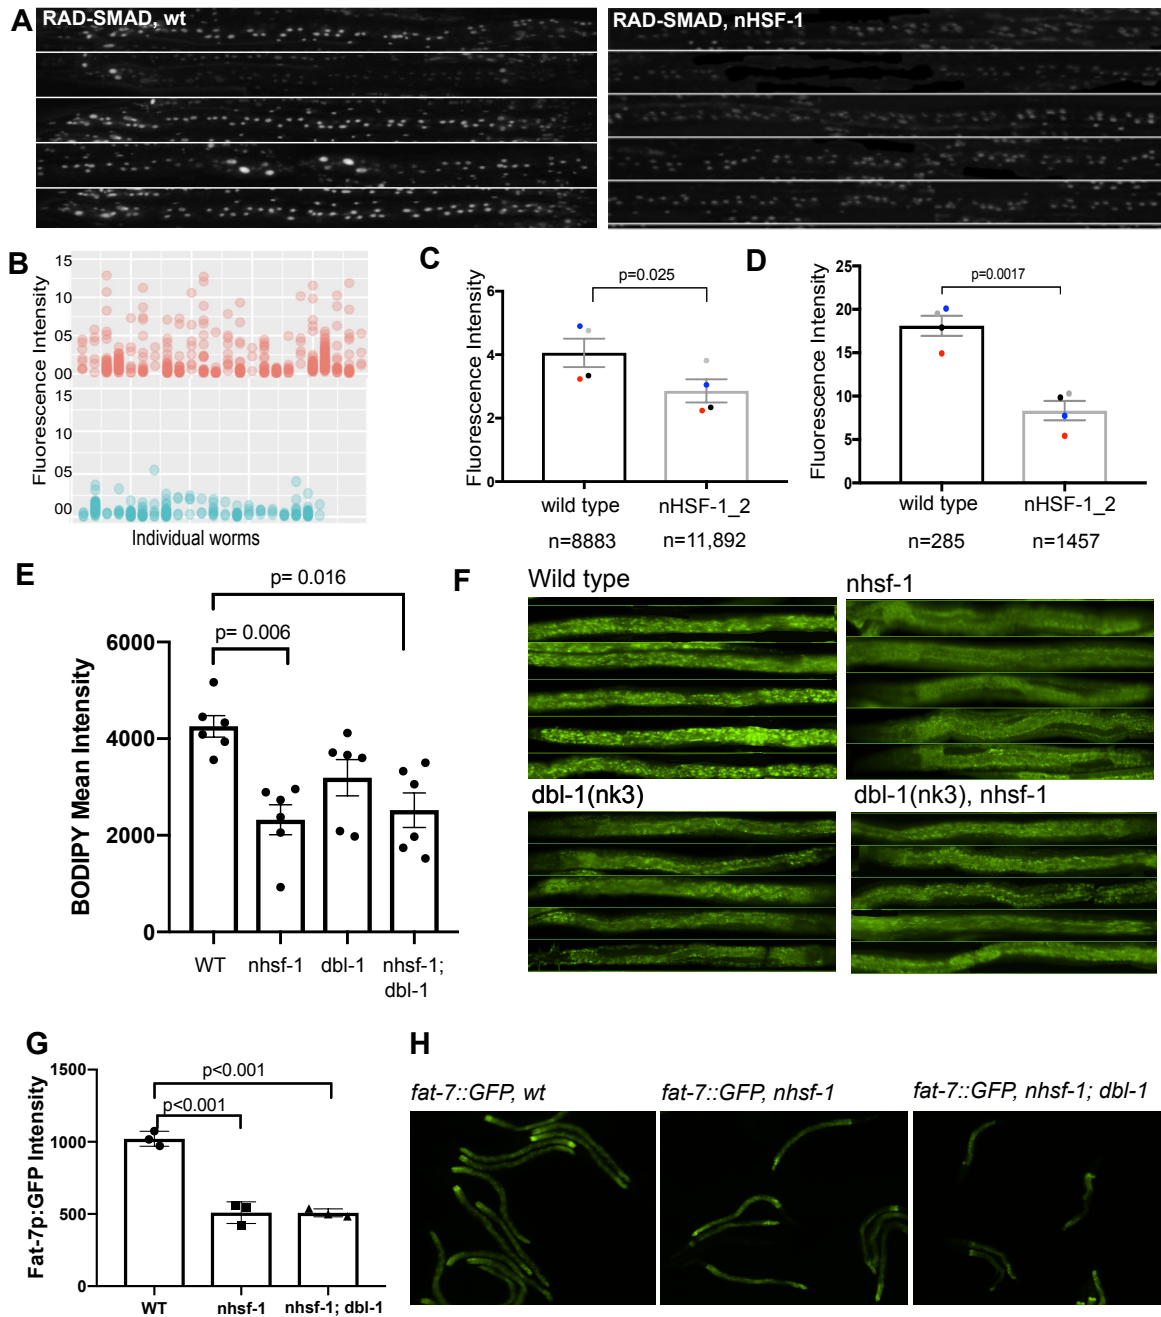 A
RAD-SMAD, wt
RAD-SMAD, nHSF-1
B
Fluorescence Intensity
15
10
05
00
15
10
05
00
Individual worms
C
Fluorescence Intensity
p=0.025
6
4
2
0
wild type
nHSF-1_2
n=8883
n=11,892
D
Fluorescence Intensity
p=0.0017
25
20
15
10
5
0
wild type
nHSF-1_2
n=285
n=1457
E
p= 0.016
p= 0.006
BODIPY Mean Intensity
6000
4000
2000
0
WT
nhsf-1
dbl-1
nhsf-1;
dbl-1
F
Wild type
nhsf-1
dbl-1(nk3)
dbl-1(nk3), nhsf-1
G
p<0.001
p<0.001
Fat-7p:GFP Intensity
1500
1000
500
0
WT
nhsf-1
nhsf-1; dbl-1
H
fat-7::GFP, wt
fat-7::GFP, nhsf-1
fat-7::GFP, nhsf-1; dbl-1